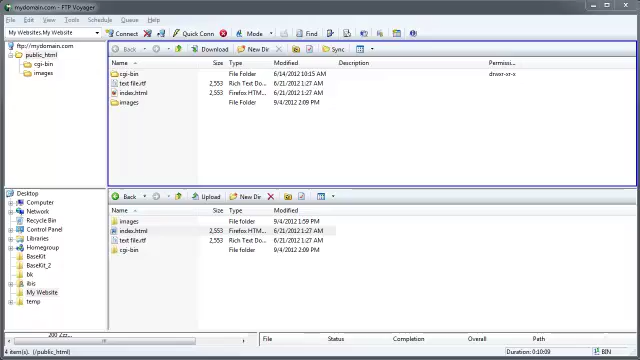 mydomain.com - FTP Voyager
File Edit View Tools Schedule Queue Help
My Websites.My Website Connect Quick Conn Mode Find
ftp://mydomain.com
public_html
cgi-bin
images
Back Download New Dir Sync
Name Size Type Modified Description Permissi...
cgi-bin File Folder 6/14/2012 10:15 AM drwxr-xr-x
text file.rtf 2,553 Rich Text Do... 6/21/2012 1:27 AM
index.html 2,553 Firefox HTM... 6/21/2012 1:27 AM
images File Folder 9/4/2012 2:09 PM
Desktop
Computer
Network
Recycle Bin
Control Panel
Libraries
Homegroup
BaseKit
BaseKit_2
bk
ibis
My Website
temp
Back Upload New Dir
Name Size Type Modified
images File folder 9/4/2012 1:59 PM
index.html 2,553 Firefox HTM... 6/21/2012 1:27 AM
text file.rtf 2,553 Rich Text Do... 6/21/2012 1:27 AM
cgi-bin File folder 9/4/2012 2:09 PM
File Status Completion Overall Path
4 item(s). (/public_html) Duration: 0:10:09 BIN